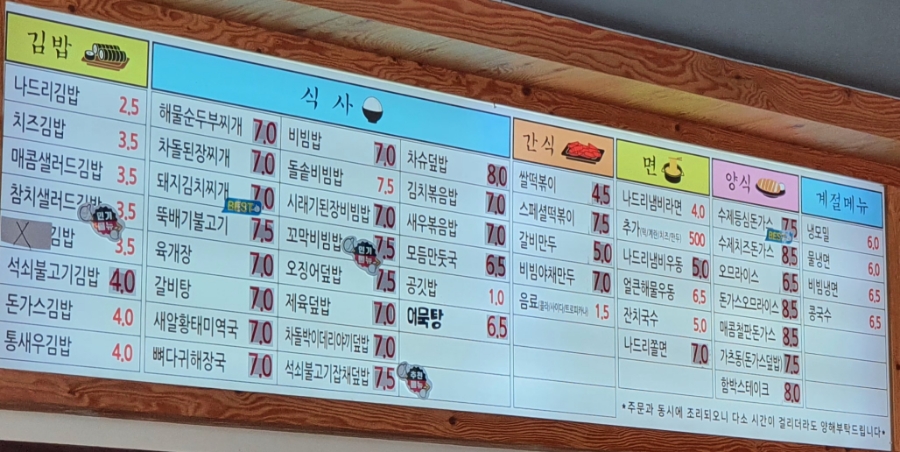 김밥
나드리김밥 2,5
치즈김밥 3,5
매콤샐러드김밥 3,5
참치샐러드김밥 3,5
X 김밥 3,5
석쇠불고기김밥 4,0
돈가스김밥 4,0
통새우김밥 4,0
식사
해물순두부찌개 7,0
차돌된장찌개 7,0
돼지김치찌개 7,0
BEST
뚝배기불고기 7,5
육개장 7,0
갈비탕 7,0
새알황태미역국 7,0
뼈다귀해장국 7,0
비빔밥 7,0
돌솥비빔밥 7,5
시래기된장비빔밥 7,0
꼬막비빔밥 7,5
오징어덮밥 7,5
제육덮밥 7,0
차돌박이데리야끼덮밥 7,0
석쇠불고기잡채덮밥 7,5
차슈덮밥 8,0
김치볶음밥 7,0
새우볶음밥 7,0
모듬만둣국 6,5
공깃밥 1,0
어묵탕 6,5
간식
쌀떡볶이 4,5
스페셜떡볶이 7,5
갈비만두 5,0
비빔야채만두 7,0
음료(콜라/사이다/트로피카나) 1,5
면
나드리냄비라면 4,0
추가(떡/계란/치즈/만두) 500
나드리냄비우동 5,0
얼큰해물우동 6,5
잔치국수 5,0
나드리쫄면 7,0
양식
수제등심돈가스 7,5
BEST
수제치즈돈가스 8,5
오므라이스 6,5
돈가스오므라이스 8,5
매콤철판돈가스 8,5
가츠동(돈가스덮밥) 7,5
함박스테이크 8,0
계절메뉴
냉모밀 6,0
물냉면 6,0
비빔냉면 6,5
콩국수 6,5
*주문과 동시에 조리되오니 다소 시간이 걸리더라도 양해부탁드립니다*